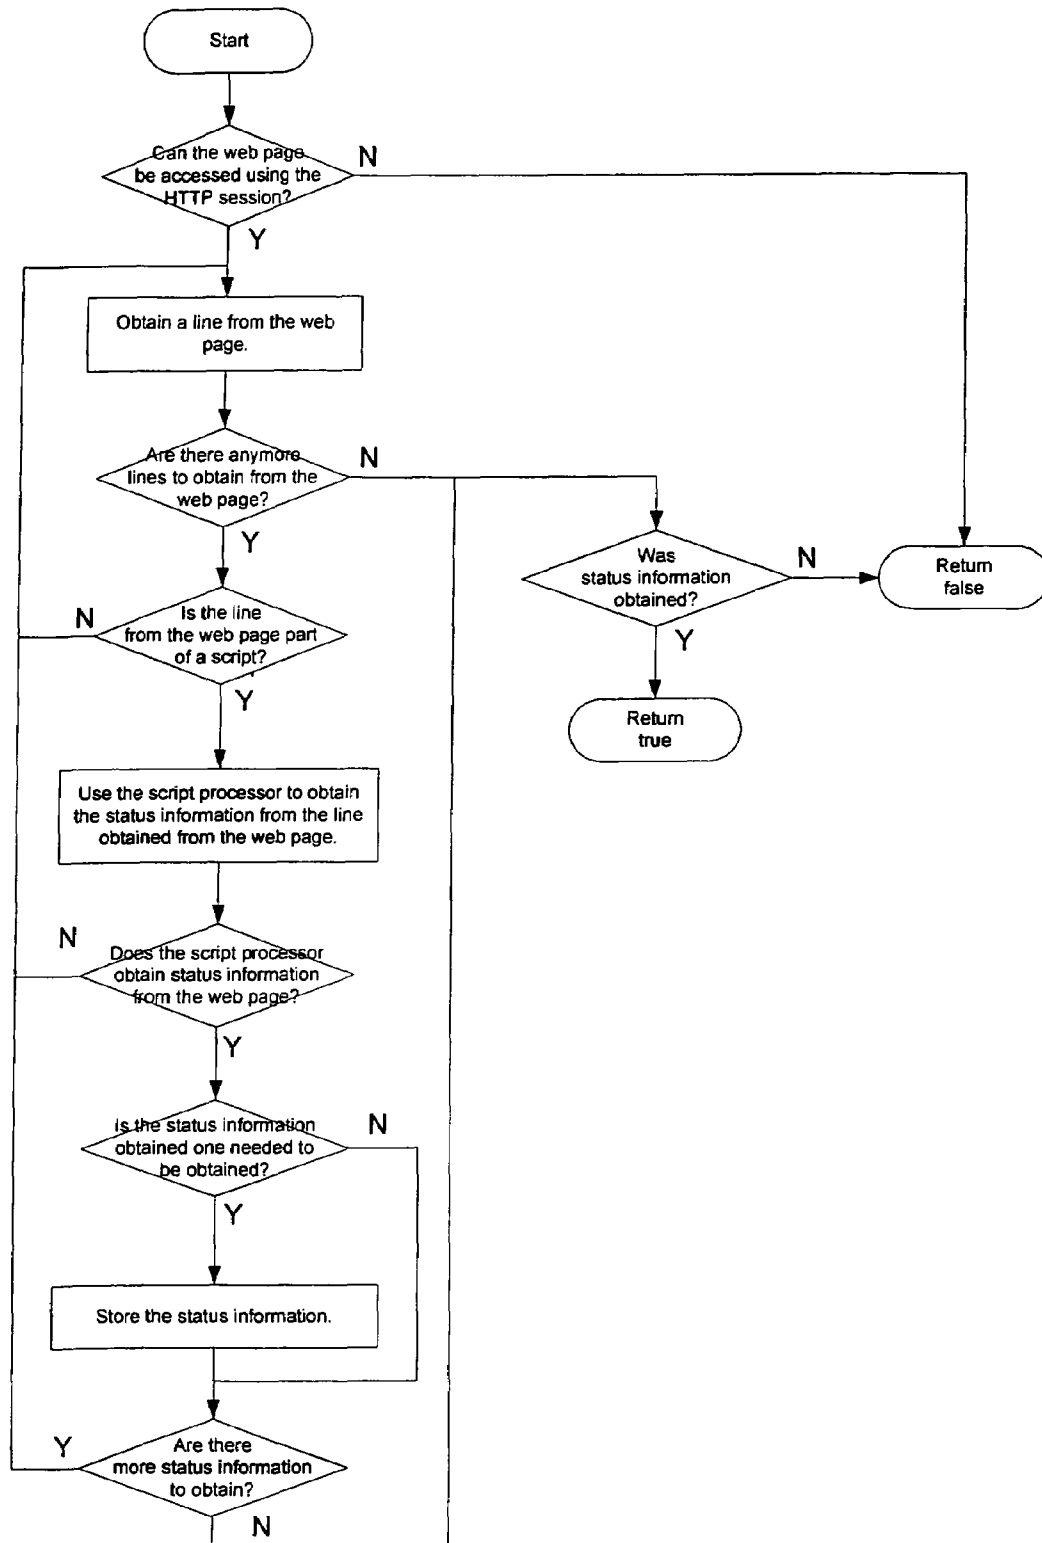 Start
Can the web page
be accessed using the
HTTP session?
N
Y
Obtain a line from the web
page.
Are there anymore
lines to obtain from the
web page?
N
Y
Was
status information
obtained?
N
Return
false
Y
Return
true
Is the line
from the web page part
of a script?
N
Y
Use the script processor to obtain
the status information from the line
obtained from the web page.
N
Does the script processor
obtain status information
from the web page?
Y
Is the status information
obtained one needed to
be obtained?
N
Y
Store the status information.
Y
Are there
more status information
to obtain?
N